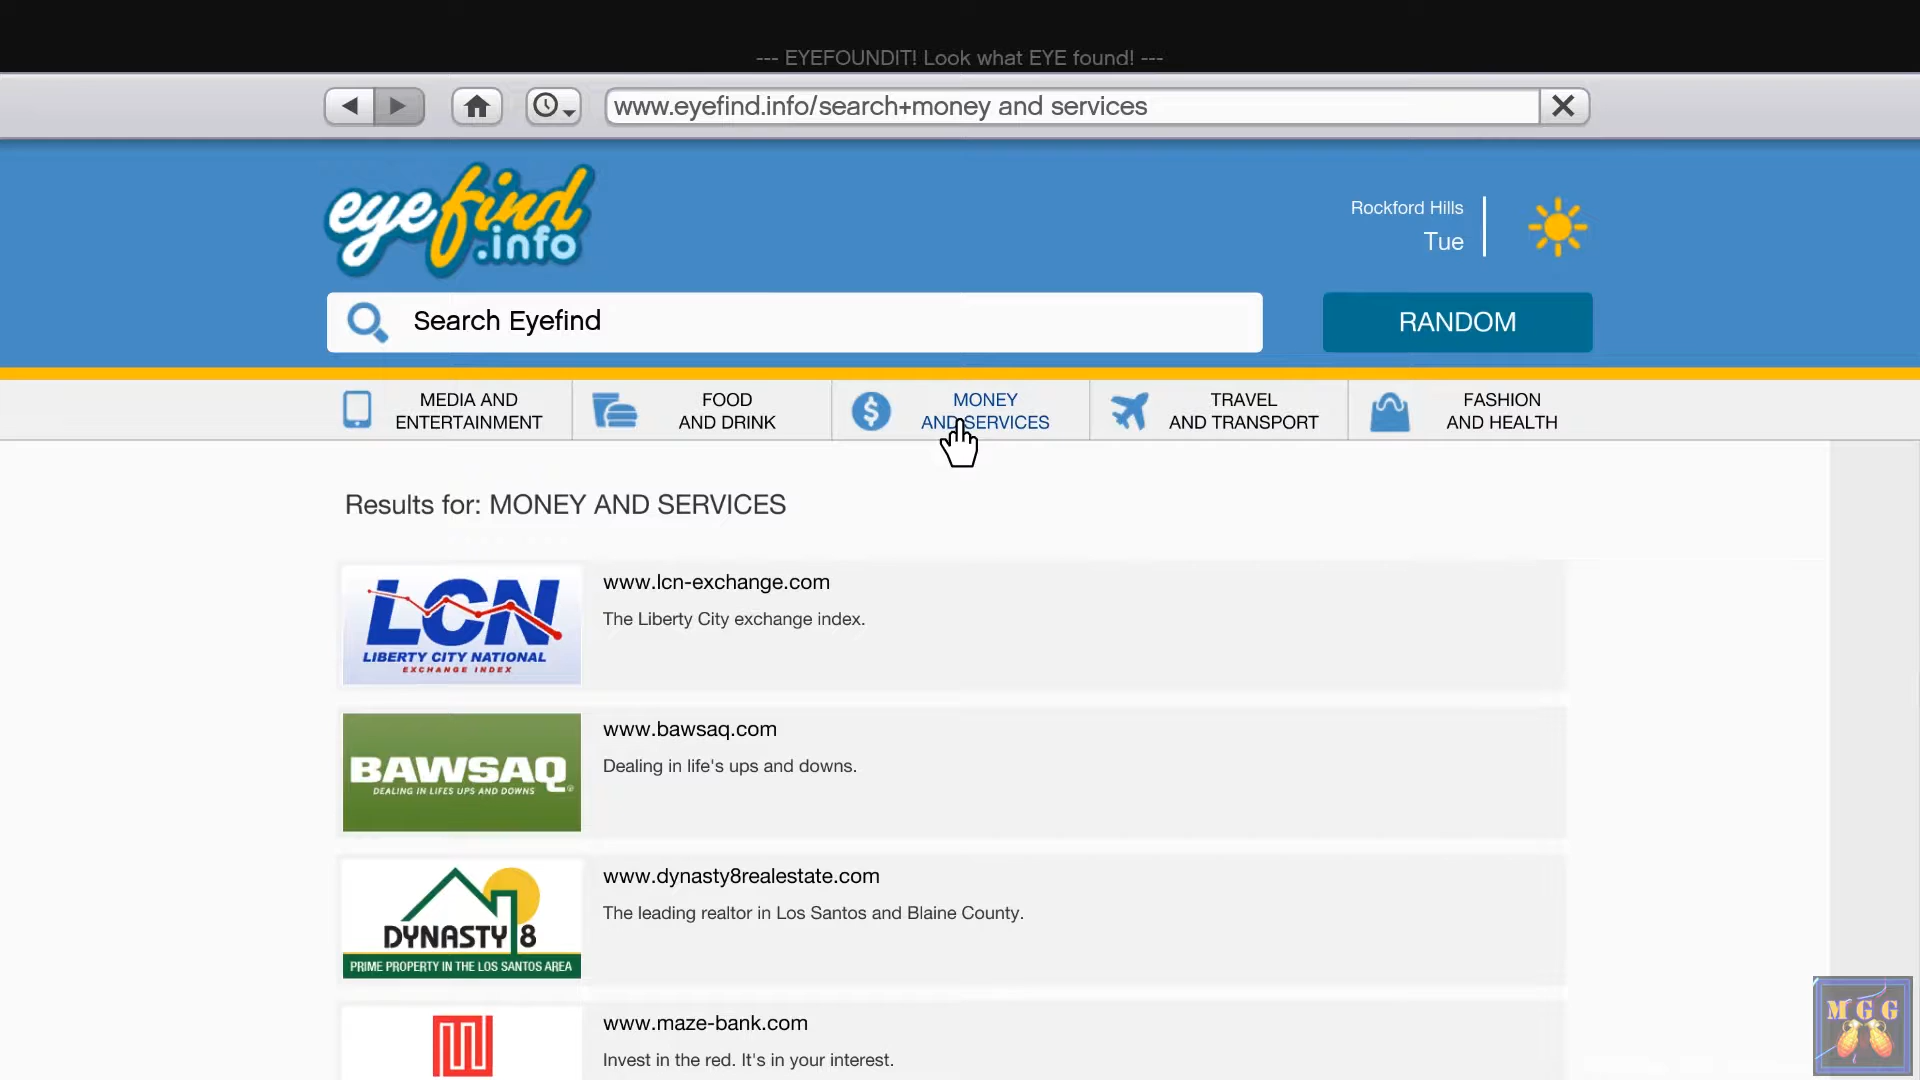 --- EYEFOUNDIT! Look what EYE found! ---
www.eyefind.info/search+money and services
eyefind
.info
Rockford Hills
Tue
Search Eyefind
RANDOM
MEDIA AND
ENTERTAINMENT
FOOD
AND DRINK
MONEY
AND SERVICES
TRAVEL
AND TRANSPORT
FASHION
AND HEALTH
Results for: MONEY AND SERVICES
LCN
LIBERTY CITY NATIONAL
EXCHANGE INDEX
www.lcn-exchange.com
The Liberty City exchange index.
BAWSAQ
DEALING IN LIFES UPS AND DOWNS
www.bawsaq.com
Dealing in life's ups and downs.
DYNASTY 8
PRIME PROPERTY IN THE LOS SANTOS AREA
www.dynasty8realestate.com
The leading realtor in Los Santos and Blaine County.
www.maze-bank.com
Invest in the red. It's in your interest.
MGG